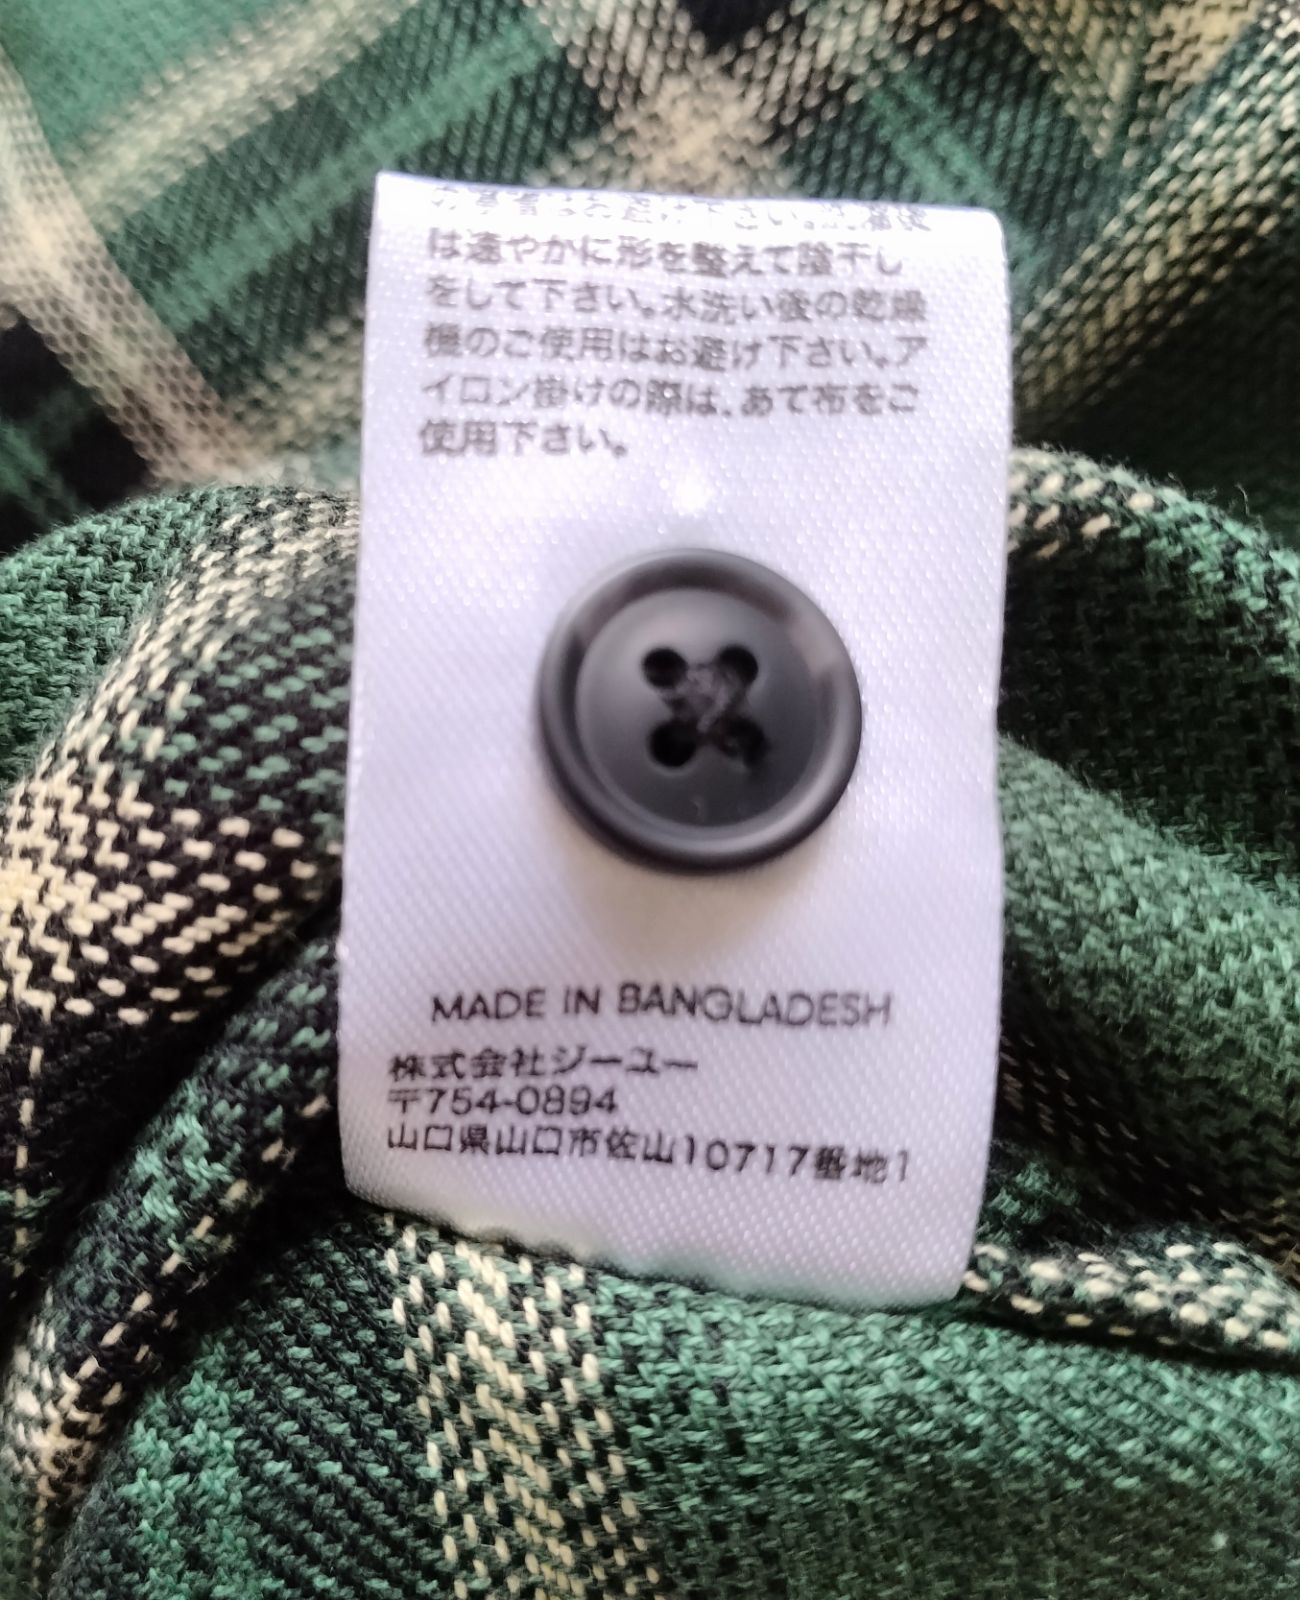 は速やかに形を整えて陰干し
をして下さい。水洗い後の乾燥
機のご使用はお避け下さい。ア
イロン掛けの際は、あて布をご
使用下さい。
MADE IN BANGLADESH
株式会社ジーユー
〒754-0894
山口県山口市佐山10717番地1